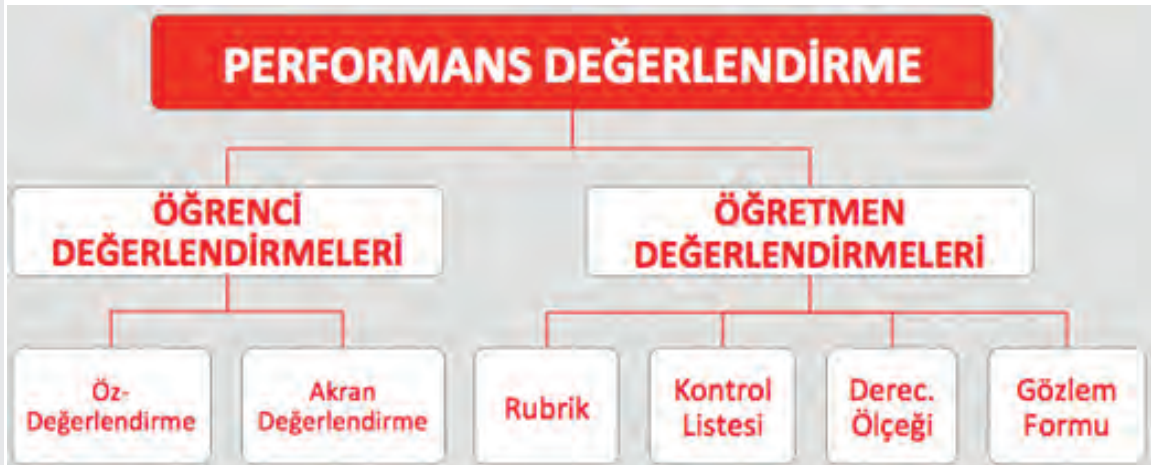 PERFORMANS DEĞERLENDİRME
ÖĞRENCİ
DEĞERLENDİRMELERİ
ÖĞRETMEN
DEĞERLENDİRMELERİ
Öz-
Değerlendirme
Akran
Değerlendirme
Rubrik
Kontrol
Listesi
Derec.
Ölçeği
Gözlem
Formu